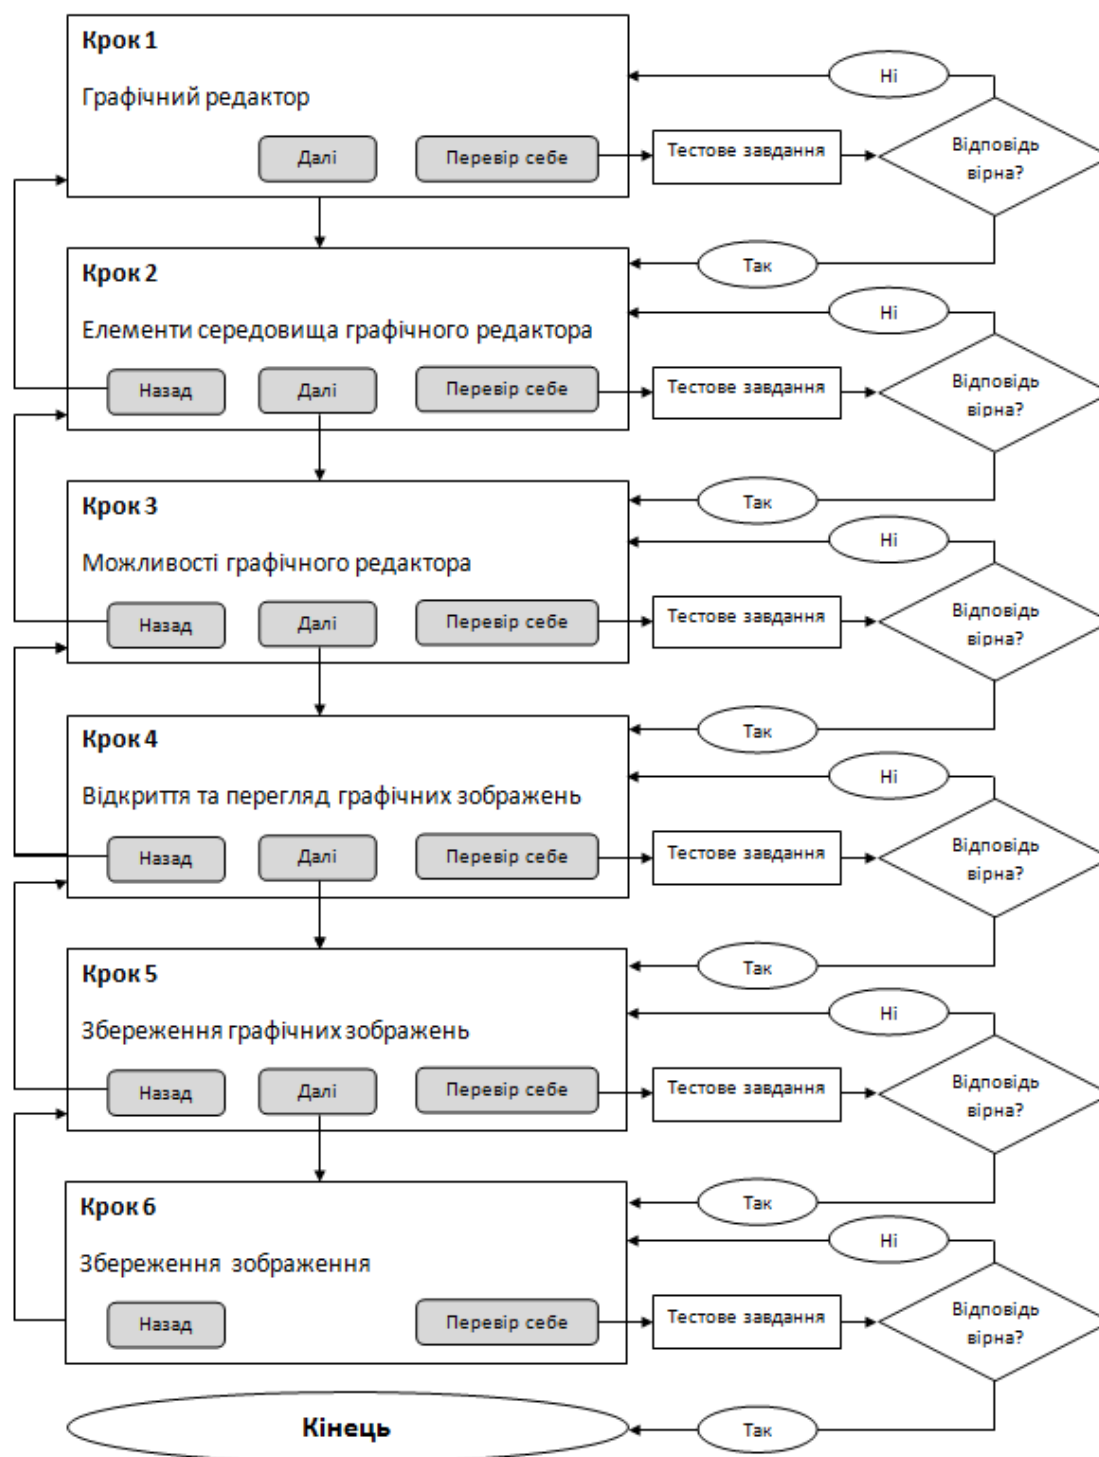 Крок 1
Ні
Графічний редактор
Далі
Перевір себе
Тестове завдання
Відповідь
вірна?
Крок 2
Так
Ні
Елементи середовища графічного редактора
Назад
Далі
Перевір себе
Тестове завдання
Відповідь
вірна?
Крок 3
Так
Ні
Можливості графічного редактора
Назад
Далі
Перевір себе
Тестове завдання
Відповідь
вірна?
Крок 4
Так
Ні
Відкриття та перегляд графічних зображень
Назад
Далі
Перевір себе
Тестове завдання
Відповідь
вірна?
Крок 5
Так
Ні
Збереження графічних зображень
Назад
Далі
Перевір себе
Тестове завдання
Відповідь
вірна?
Крок 6
Так
Ні
Збереження зображення
Назад
Перевір себе
Тестове завдання
Відповідь
вірна?
Кінець
Так